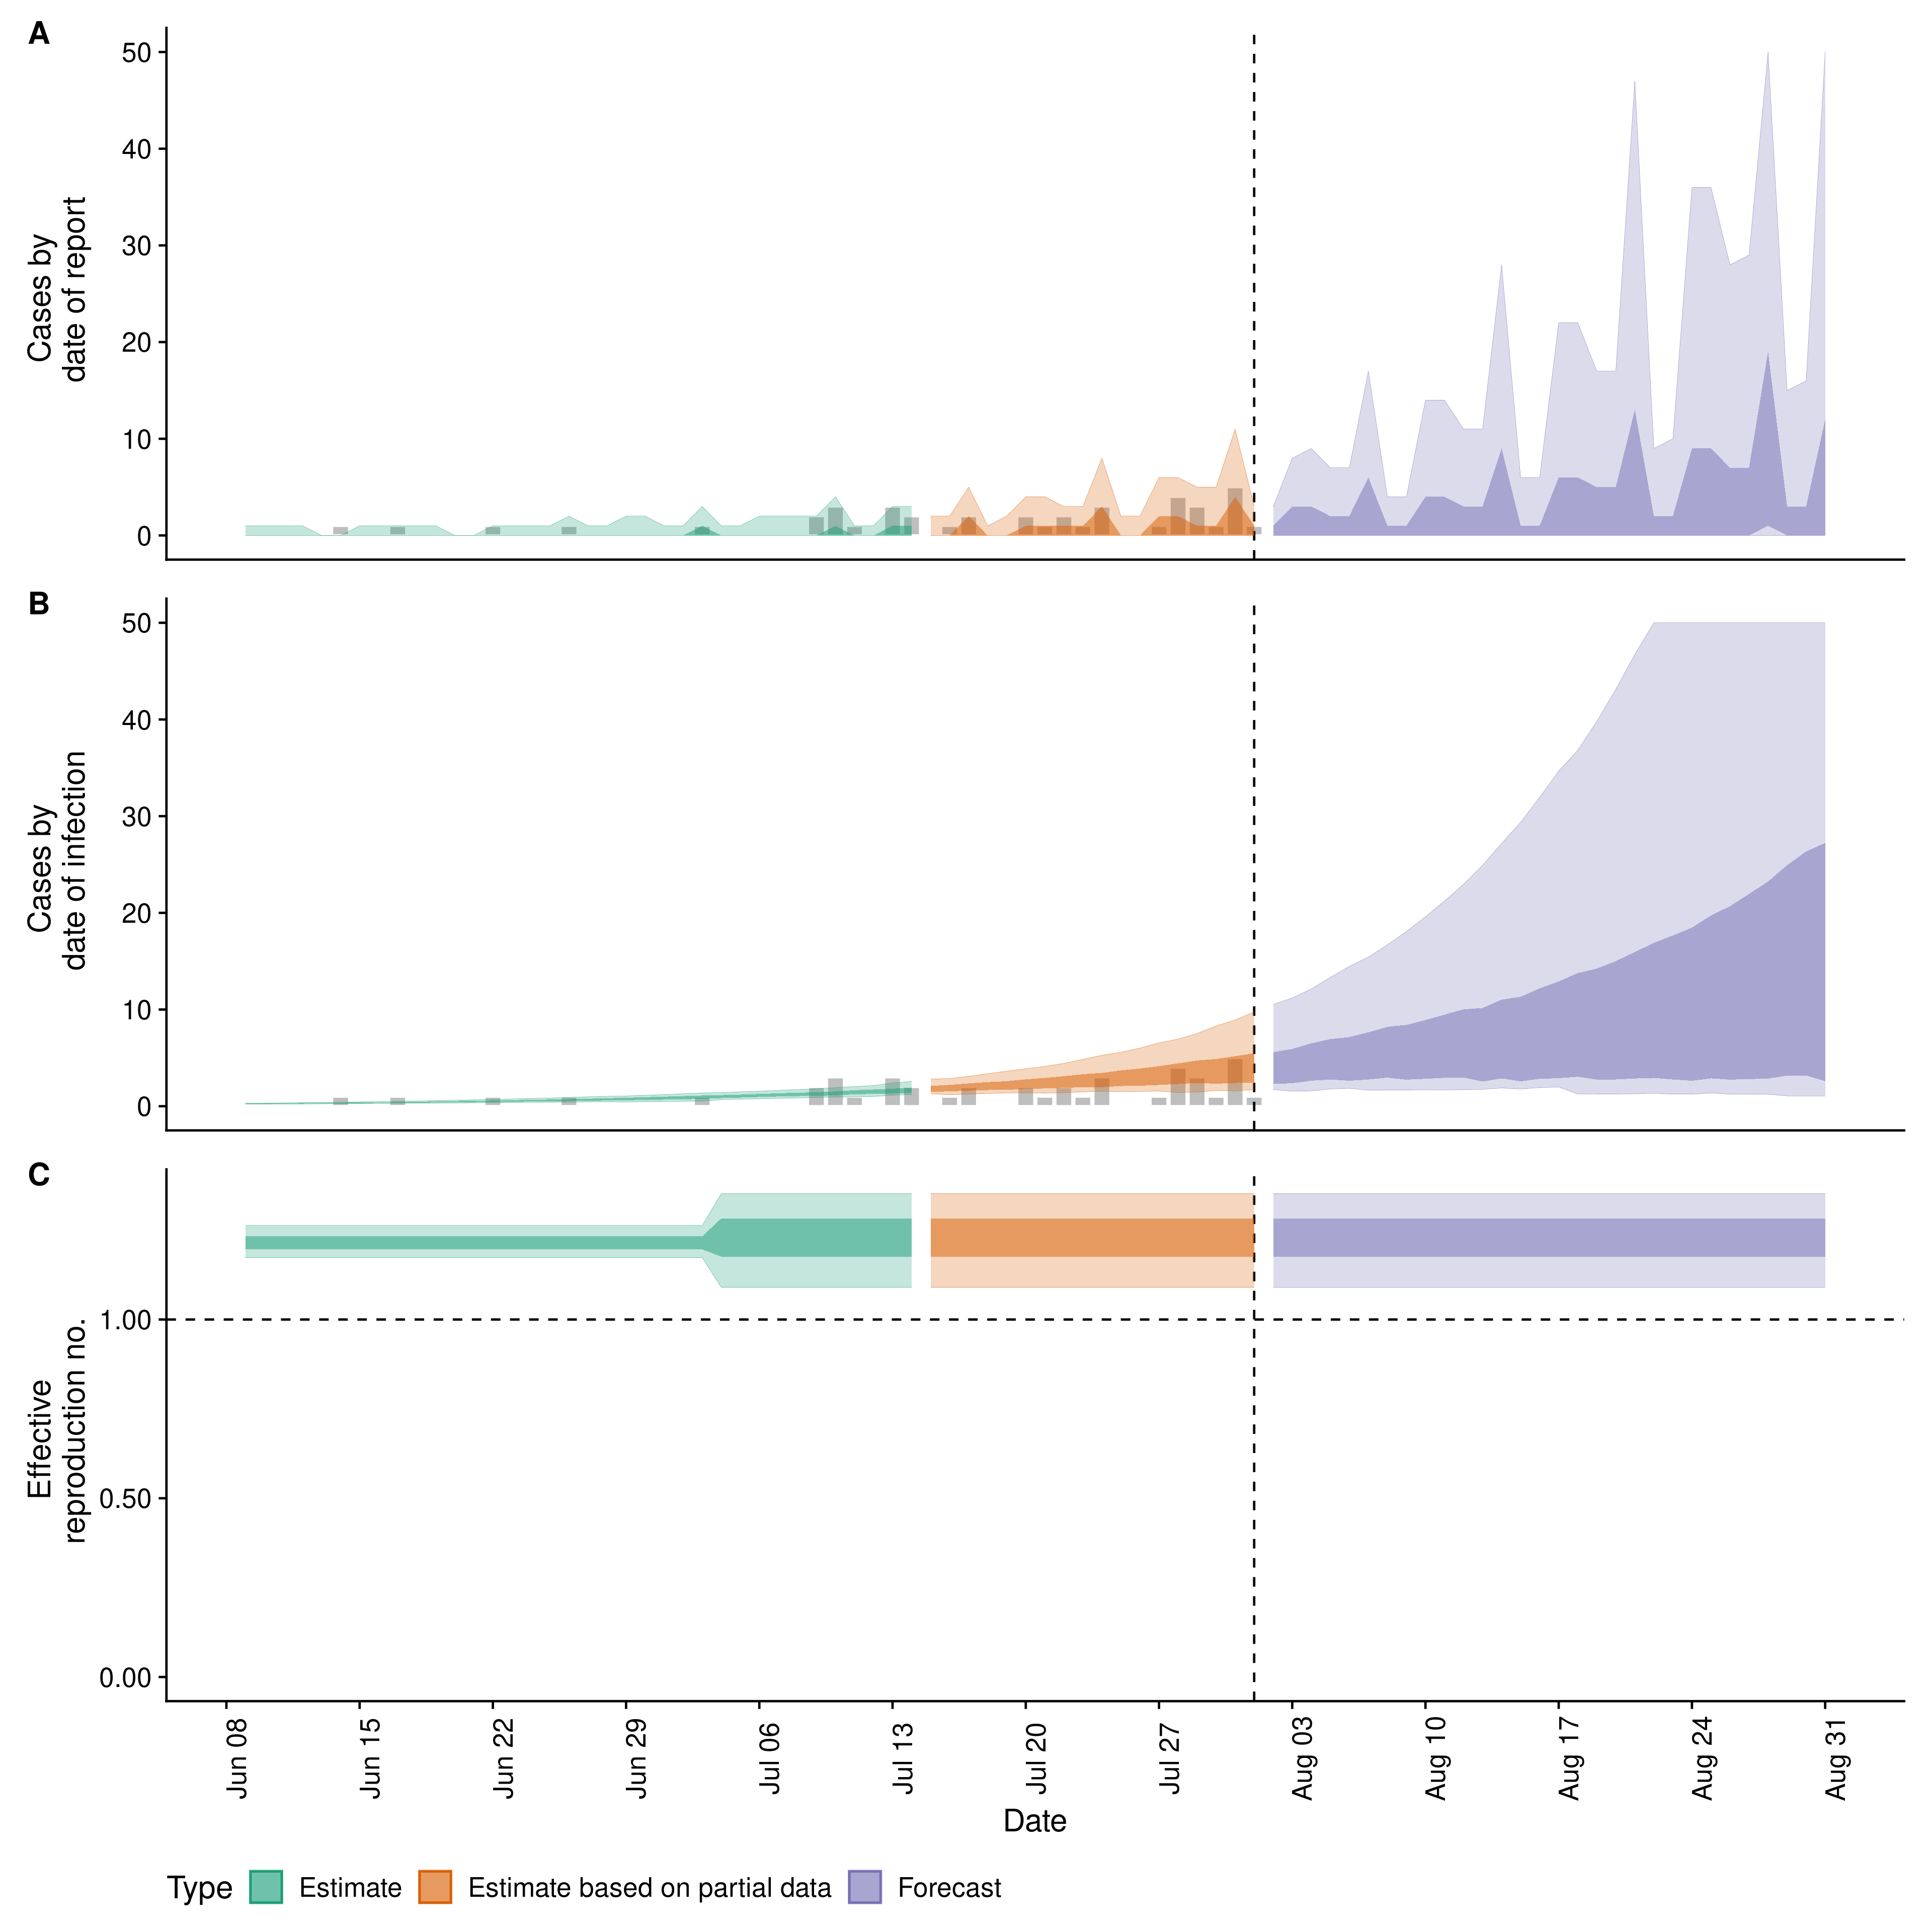 A
50
40
30
20
10
0
Cases by
date of report
B
50
40
30
20
10
0
Cases by
date of infection
C
1.00
0.50
0.00
Effective
reproduction no.
Jun 08
Jun 15
Jun 22
Jun 29
Jul 06
Jul 13
Jul 20
Jul 27
Aug 03
Aug 10
Aug 17
Aug 24
Aug 31
Date
Type Estimate Estimate based on partial data Forecast